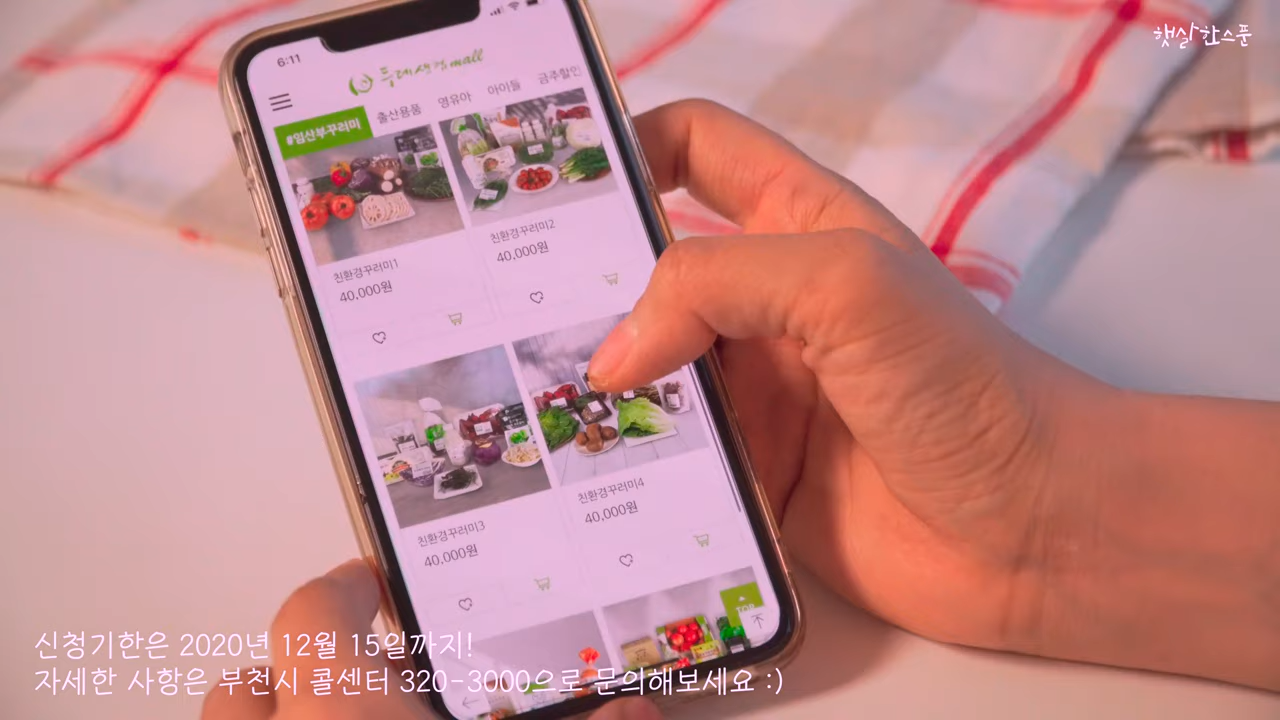 햇살한스푼
6:11
mall
#임산부꾸러미 출산용품 영유아 아이들 금주할인
친환경꾸러미1
40,000원
친환경꾸러미2
40,000원
친환경꾸러미3
40,000원
친환경꾸러미4
40,000원
TOP
신청기한은 2020년 12월 15일까지!
자세한 사항은 부천시 콜센터 320-3000으로 문의해보세요 :)